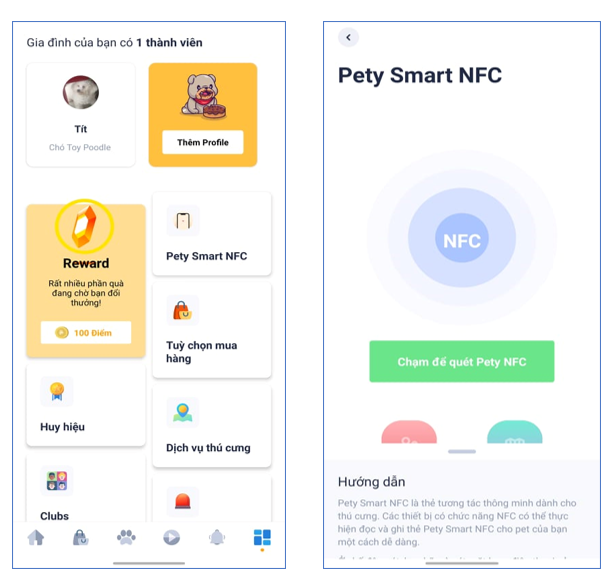 Gia đình của bạn có 1 thành viên
Tít
Chó Toy Poodle
Thêm Profile
Reward
Rất nhiều phần quà
đang chờ bạn đổi
thưởng!
100 Điểm
Pety Smart NFC
Tuỳ chọn mua
hàng
Huy hiệu
Dịch vụ thú cưng
Clubs
Pety Smart NFC
NFC
Chạm để quét Pety NFC
Hướng dẫn
Pety Smart NFC là thẻ tương tác thông minh dành cho
thú cưng. Các thiết bị có chức năng NFC có thể thực
hiện đọc và ghi thẻ Pety Smart NFC cho pet của bạn
một cách dễ dàng.